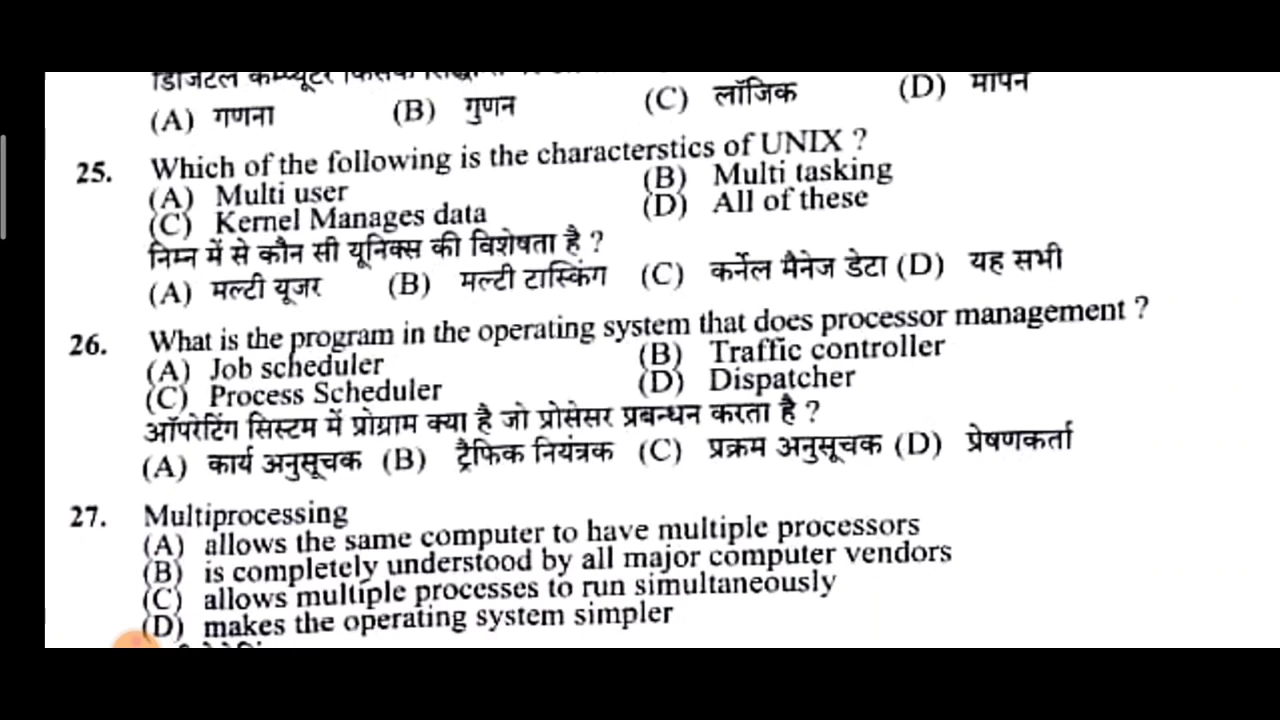 डिजिटल कम्प्यूटर
(A) गणना (B) गुणन (C) लॉजिक (D) मापन
25. Which of the following is the characterstics of UNIX ?
(A) Multi user (B) Multi tasking
(C) Kernel Manages data (D) All of these
निम्न में से कौन सी यूनिक्स की विशेषता है ?
(A) मल्टी यूजर (B) मल्टी टास्किंग (C) कर्नेल मैनेज डेटा (D) यह सभी
26. What is the program in the operating system that does processor management ?
(A) Job scheduler (B) Traffic controller
(C) Process Scheduler (D) Dispatcher
ऑपरेटिंग सिस्टम में प्रोग्राम क्या है जो प्रोसेसर प्रबन्धन करता है ?
(A) कार्य अनुसूचक (B) ट्रैफिक नियंत्रक (C) प्रक्रम अनुसूचक (D) प्रेषणकर्ता
27. Multiprocessing
(A) allows the same computer to have multiple processors
(B) is completely understood by all major computer vendors
(C) allows multiple processes to run simultaneously
(D) makes the operating system simpler